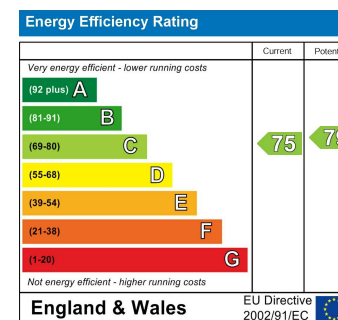 Energy Efficiency Rating
Current
Very energy efficient - lower running costs
(92 plus) A
(81-91) B
(69-80) C
75
(55-68) D
(39-54) E
(21-38) F
(1-20) G
Not energy efficient - higher running costs
England & Wales
EU Directive
2002/91/EC